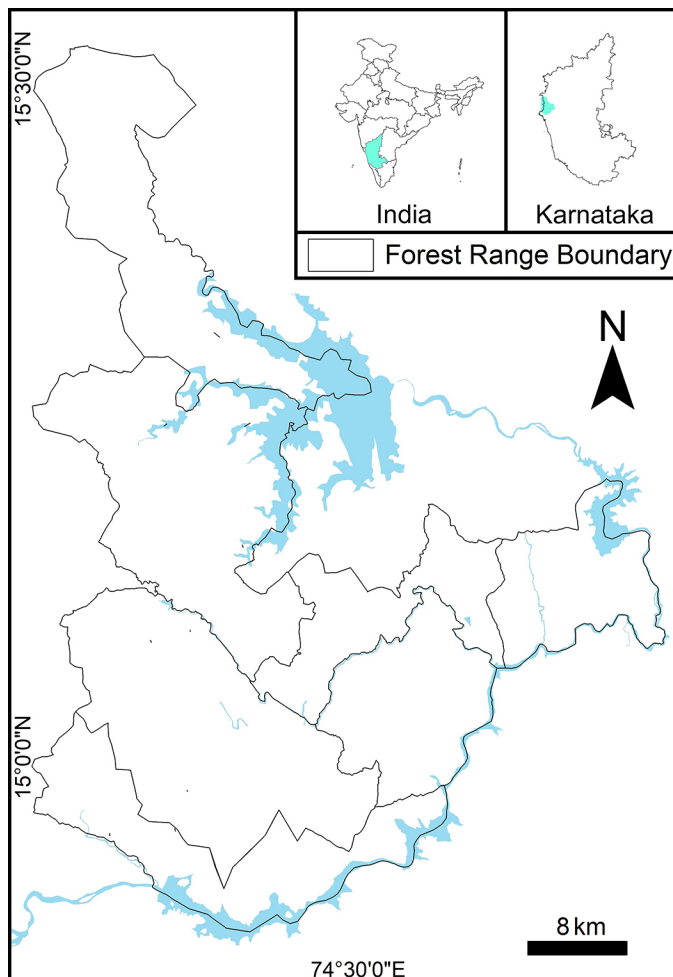 15°30'0"N
India
Karnataka
Forest Range Boundary
N
15°0'0"N
8 km
74°30'0"E